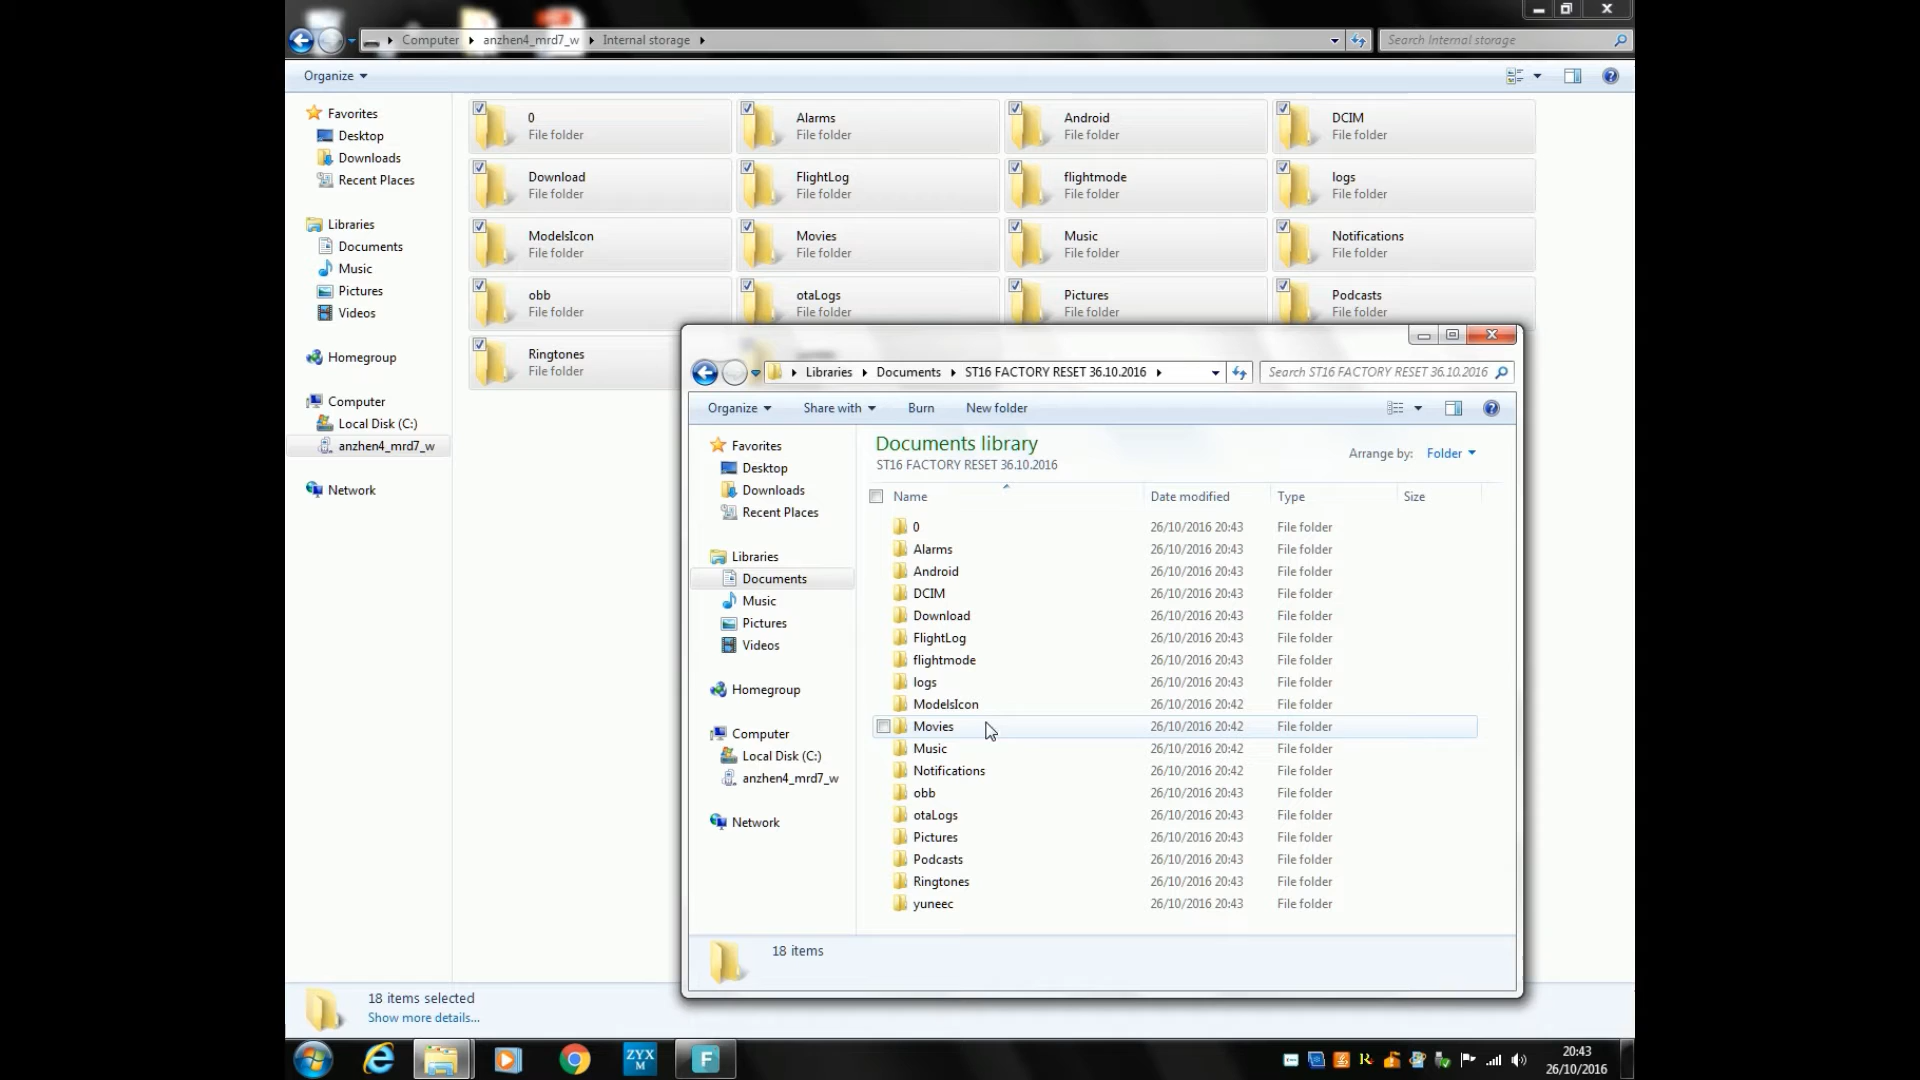 Computer anzhen4_mrd7_w Internal storage
Search Internal storage
Organize
Favorites
Desktop
Downloads
Recent Places
Libraries
Documents
Music
Pictures
Videos
Homegroup
Computer
Local Disk (C:)
anzhen4_mrd7_w
Network
0
File folder
Alarms
File folder
Android
File folder
DCIM
File folder
Download
File folder
FlightLog
File folder
flightmode
File folder
logs
File folder
ModelsIcon
File folder
Movies
File folder
Music
File folder
Notifications
File folder
obb
File folder
otaLogs
File folder
Pictures
File folder
Podcasts
File folder
Ringtones
File folder
18 items selected
Show more details...
Libraries Documents ST16 FACTORY RESET 36.10.2016
Search ST16 FACTORY RESET 36.10.2016
Organize Share with Burn New folder
Favorites
Desktop
Downloads
Recent Places
Libraries
Documents
Music
Pictures
Videos
Homegroup
Computer
Local Disk (C:)
anzhen4_mrd7_w
Network
Documents library
ST16 FACTORY RESET 36.10.2016
Arrange by: Folder
Name Date modified Type Size
0 26/10/2016 20:43 File folder
Alarms 26/10/2016 20:43 File folder
Android 26/10/2016 20:43 File folder
DCIM 26/10/2016 20:43 File folder
Download 26/10/2016 20:43 File folder
FlightLog 26/10/2016 20:43 File folder
flightmode 26/10/2016 20:43 File folder
logs 26/10/2016 20:43 File folder
ModelsIcon 26/10/2016 20:42 File folder
Movies 26/10/2016 20:42 File folder
Music 26/10/2016 20:42 File folder
Notifications 26/10/2016 20:42 File folder
obb 26/10/2016 20:43 File folder
otaLogs 26/10/2016 20:43 File folder
Pictures 26/10/2016 20:43 File folder
Podcasts 26/10/2016 20:43 File folder
Ringtones 26/10/2016 20:43 File folder
yuneec 26/10/2016 20:43 File folder
18 items
ZYX
M
F
20:43
26/10/2016